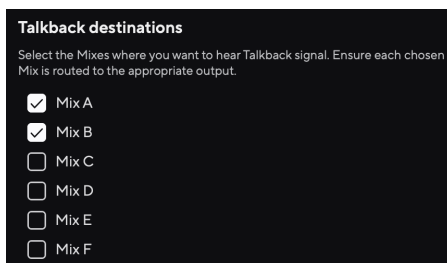 Talkback destinations
Select the Mixes where you want to hear Talkback signal. Ensure each chosen
Mix is routed to the appropriate output.
Mix A
Mix B
Mix C
Mix D
Mix E
Mix F